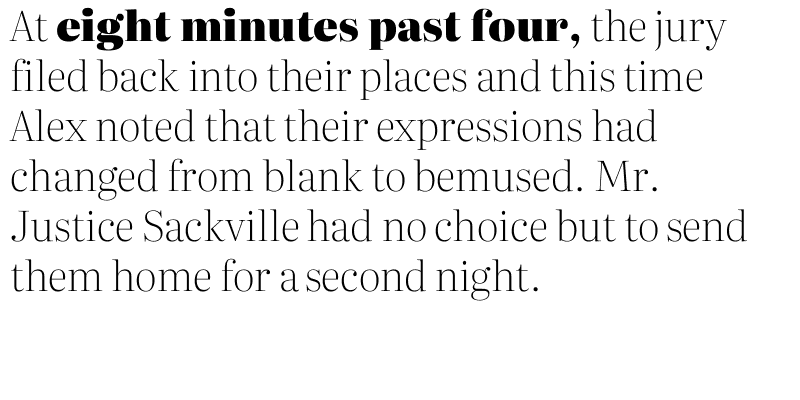 At eight minutes past four, the jury
filed back into their places and this time
Alex noted that their expressions had
changed from blank to bemused. Mr.
Justice Sackville had no choice but to send
them home for a second night.